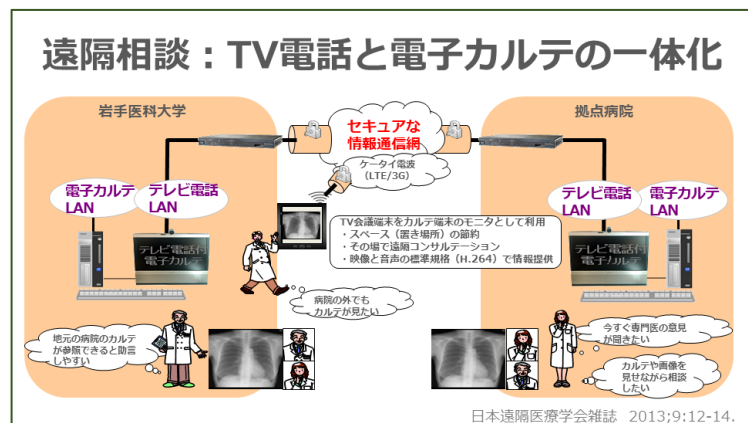 遠隔相談：TV電話と電子カルテの一体化
岩手医科大学
拠点病院
セキュアな
情報通信網
ケータイ電波
（LTE/3G）
電子カルテ
LAN
テレビ電話
LAN
テレビ電話
LAN
電子カルテ
LAN
テレビ電話付
電子カルテ
TV会議端末をカルテ端末のモニタとして利用
・スペース（置き場所）の節約
・その場で遠隔コンサルテーション
・映像と音声の標準規格（H.264）で情報提供
テレビ電話付
電子カルテ
病院の外でも
カルテが見たい
地元の病院のカルテ
が参照できると助言
しやすい
今すぐ専門医の意見
が聞きたい
カルテや画像を
見せながら相談
したい
日本遠隔医療学会雑誌 2013;9:12-14.